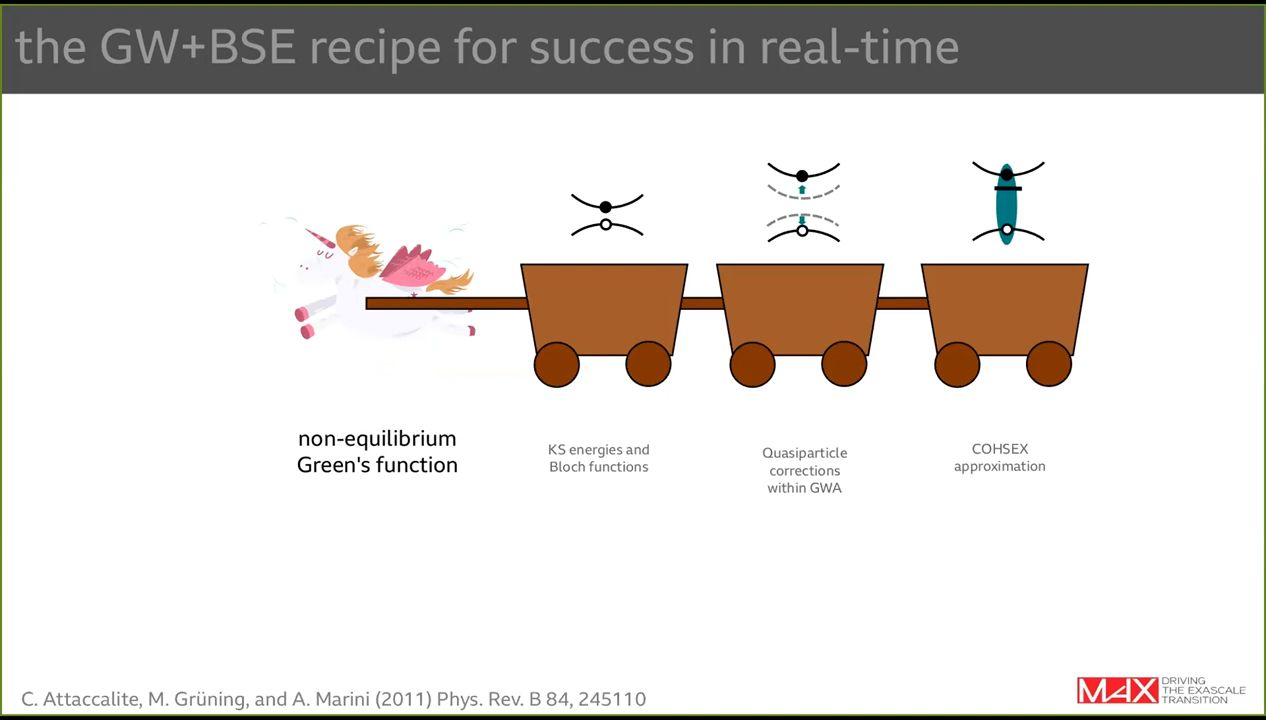 the GW+BSE recipe for success in real-time
non-equilibrium
Green's function
KS energies and
Bloch functions
Quasiparticle
corrections
within GWA
COHSEX
approximation
C. Attaccalite, M. Grüning, and A. Marini (2011) Phys. Rev. B 84, 245110
MAX
DRIVING
THE EXASCALE
TRANSITION